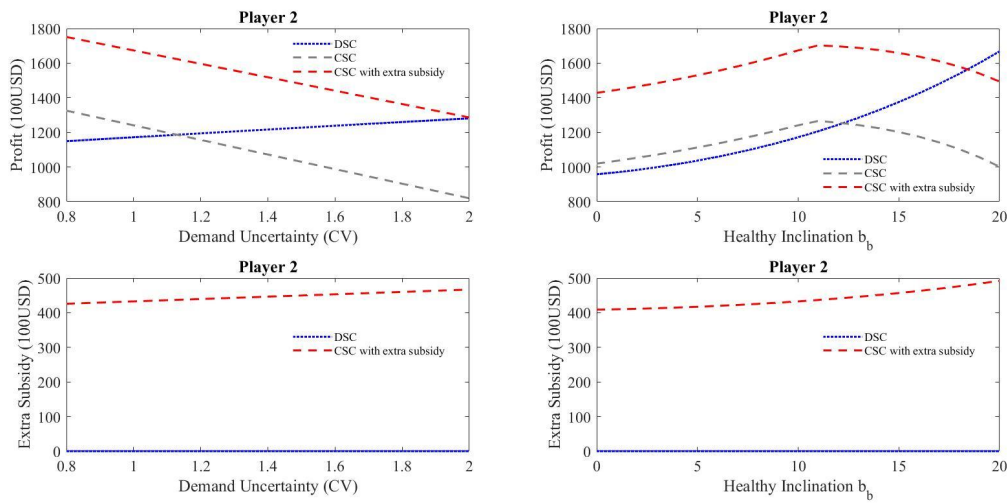 Player 2
Profit (100USD)
1800
1600
1400
1200
1000
800
DSC
CSC
CSC with extra subsidy
0.8
1
1.2
1.4
1.6
1.8
2
Demand Uncertainty (CV)
Player 2
Profit (100USD)
1800
1600
1400
1200
1000
800
DSC
CSC
CSC with extra subsidy
0
5
10
15
20
Healthy Inclination b_b
Player 2
Extra Subsidy (100USD)
500
400
300
200
100
0
DSC
CSC with extra subsidy
0.8
1
1.2
1.4
1.6
1.8
2
Demand Uncertainty (CV)
Player 2
Extra Subsidy (100USD)
500
400
300
200
100
0
DSC
CSC with extra subsidy
0
5
10
15
20
Healthy Inclination b_b